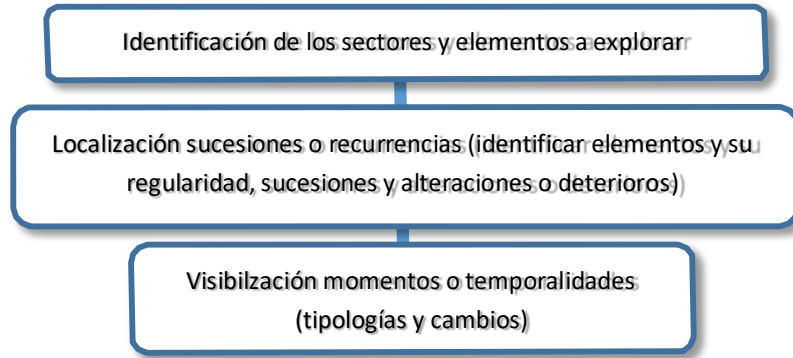 Identificación de los sectores y elementos a explorar
Localización sucesiones o recurrencias (identificar elementos y su
regularidad, sucesiones y alteraciones o deterioros)
Visibilzación momentos o temporalidades
(tipologías y cambios)